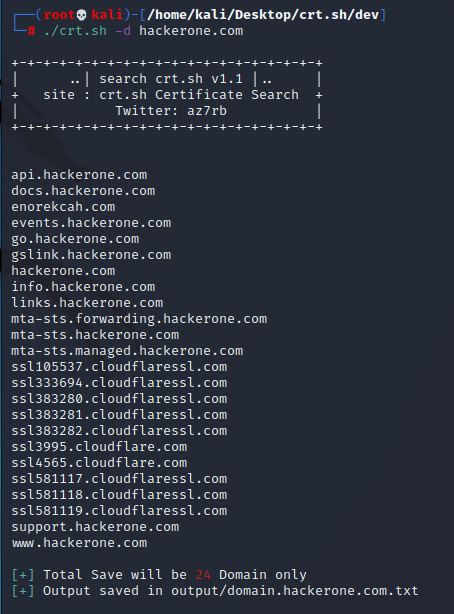 ┌──(root💀kali)-[/home/kali/Desktop/crt.sh/dev]
└─# ./crt.sh -d hackerone.com
+-+-+-+-+-+-+-+-+-+-+-+-+-+-+-+-+-+-+-+
|      ..| search crt.sh v1.1 |..     |
+   site : crt.sh Certificate Search  +
|            Twitter: az7rb           |
+-+-+-+-+-+-+-+-+-+-+-+-+-+-+-+-+-+-+-+
api.hackerone.com
docs.hackerone.com
enorekcah.com
events.hackerone.com
go.hackerone.com
gslink.hackerone.com
hackerone.com
info.hackerone.com
links.hackerone.com
mta-sts.forwarding.hackerone.com
mta-sts.hackerone.com
mta-sts.managed.hackerone.com
ssl105537.cloudflaressl.com
ssl333694.cloudflaressl.com
ssl383280.cloudflaressl.com
ssl383281.cloudflaressl.com
ssl383282.cloudflaressl.com
ssl3995.cloudflare.com
ssl4565.cloudflare.com
ssl581117.cloudflaressl.com
ssl581118.cloudflaressl.com
ssl581119.cloudflaressl.com
support.hackerone.com
www.hackerone.com
[+] Total Save will be 24 Domain only
[+] Output saved in output/domain.hackerone.com.txt